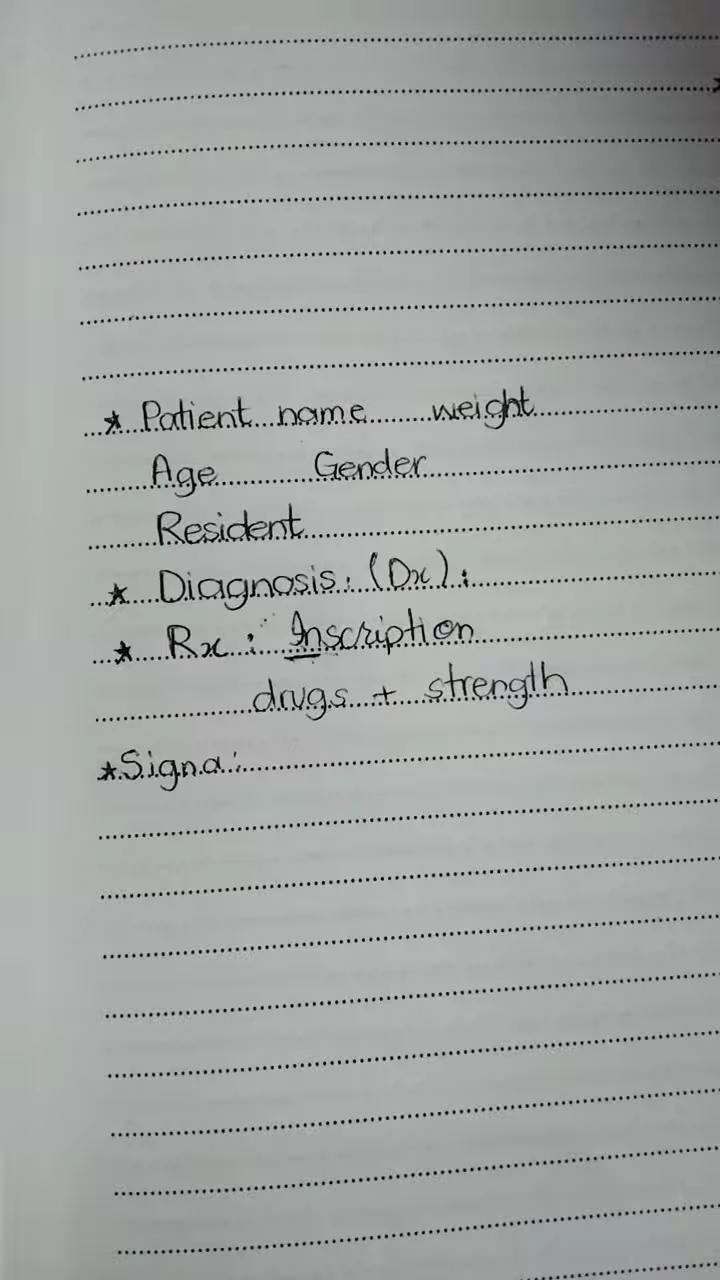 * Patient name weight
Age Gender
Resident
* Diagnosis: (Dx):
* Rx: Inscription
drugs + strength
* Signa: